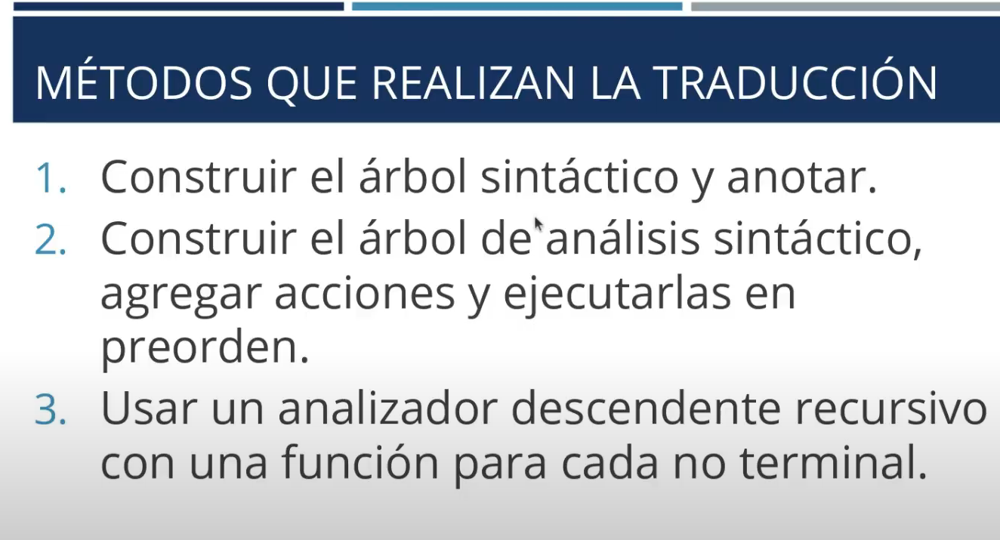 MÉTODOS QUE REALIZAN LA TRADUCCIÓN
1. Construir el árbol sintáctico y anotar.
2. Construir el árbol de análisis sintáctico,
agregar acciones y ejecutarlas en
preorden.
3. Usar un analizador descendente recursivo
con una función para cada no terminal.